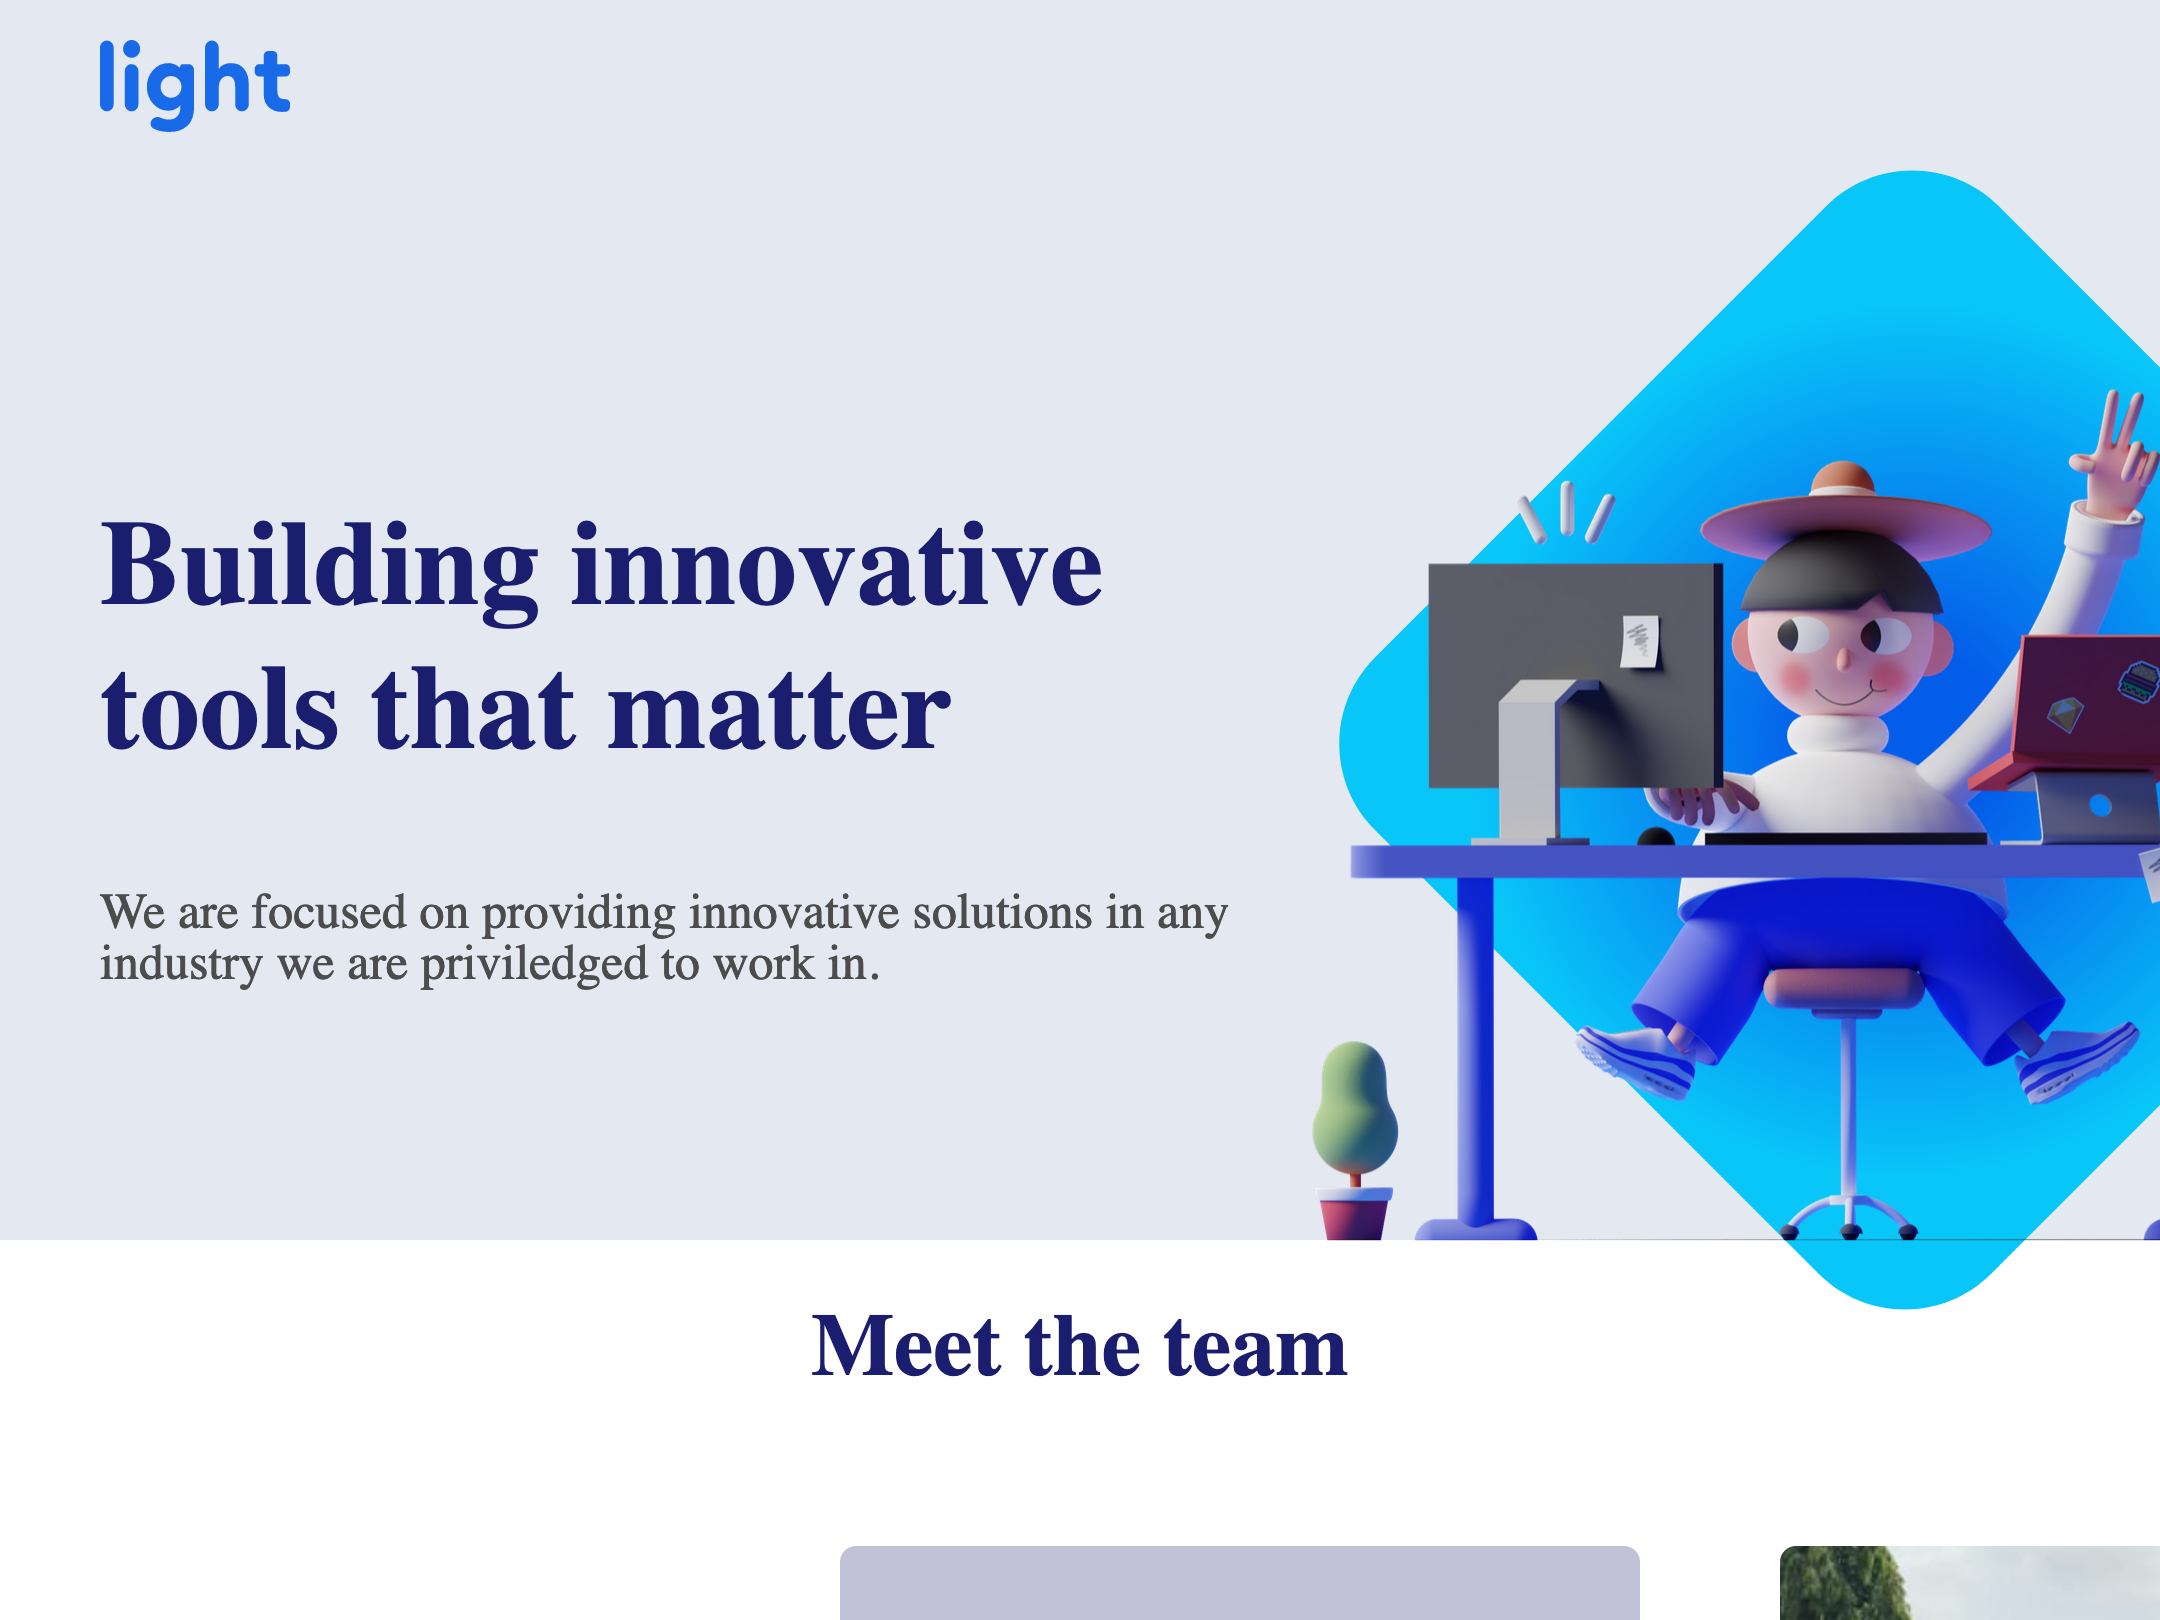 light
Building innovative
tools that matter
We are focused on providing innovative solutions in any
industry we are priviledged to work in.
Meet the team